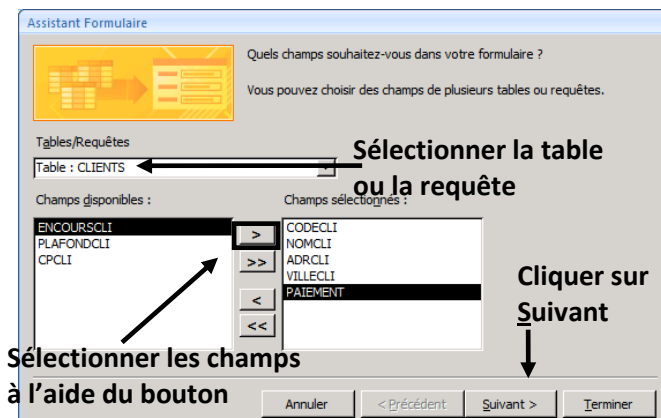 Assistant Formulaire
Quels champs souhaitez-vous dans votre formulaire ?
Vous pouvez choisir des champs de plusieurs tables ou requêtes.
Tables/Requêtes
Table : CLIENTS
Sélectionner la table
ou la requête
Champs disponibles :
Champs sélectionnés :
ENCOURSCLI
PLAFONDCLI
CPCLI
>
>>
<
<<
CODECLI
NOMCLI
ADRCLI
VILLECLI
PAIEMENT
Cliquer sur
Suivant
Sélectionner les champs
à l’aide du bouton
Annuler
< Précédent
Suivant >
Terminer